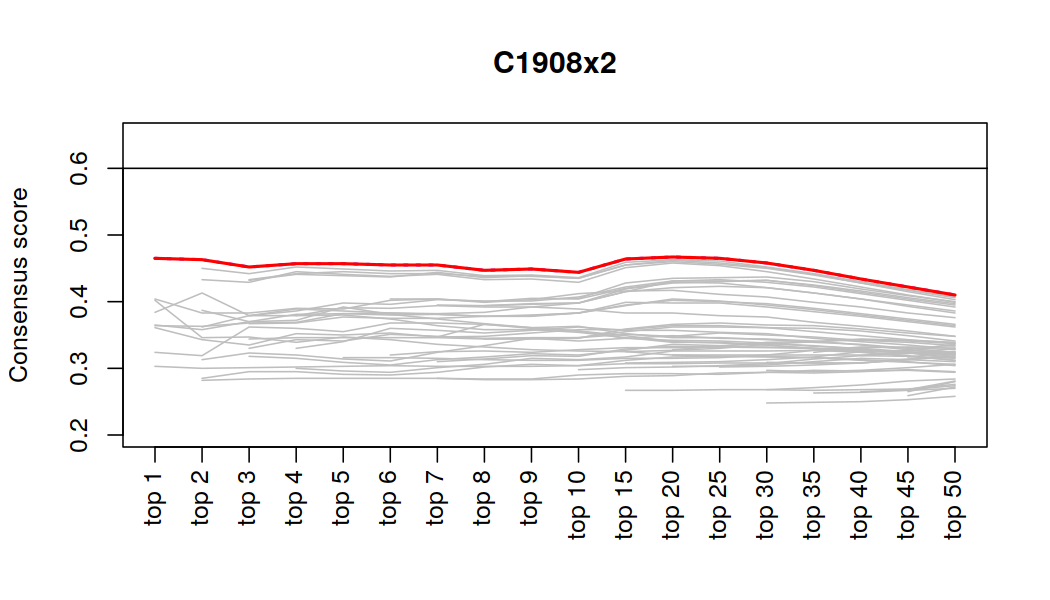 C1908x2
Consensus score
0.6
0.5
0.4
0.3
0.2
top 1
top 2
top 3
top 4
top 5
top 6
top 7
top 8
top 9
top 10
top 15
top 20
top 25
top 30
top 35
top 40
top 45
top 50